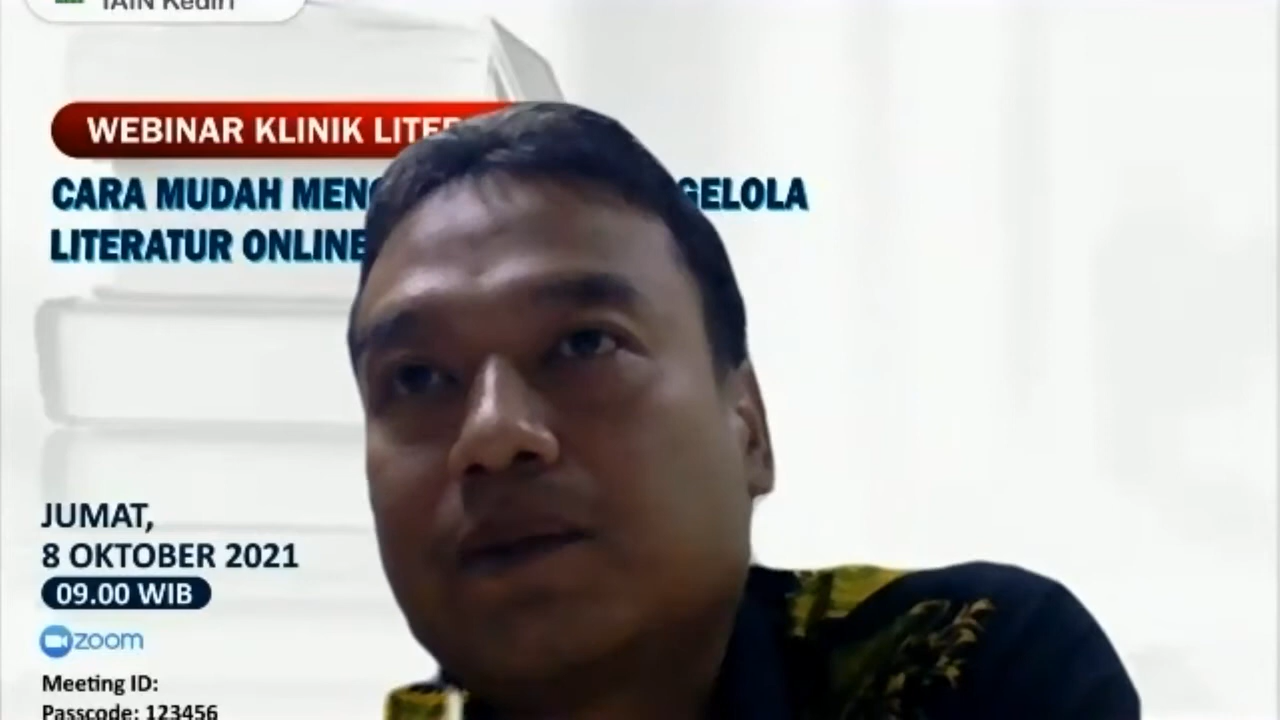 IAIN Kediri
WEBINAR KLINIK LITER
CARA MUDAH MENG GELOLA
LITERATUR ONLINE
JUMAT,
8 OKTOBER 2021
09.00 WIB
zoom
Meeting ID:
Passcode: 123456